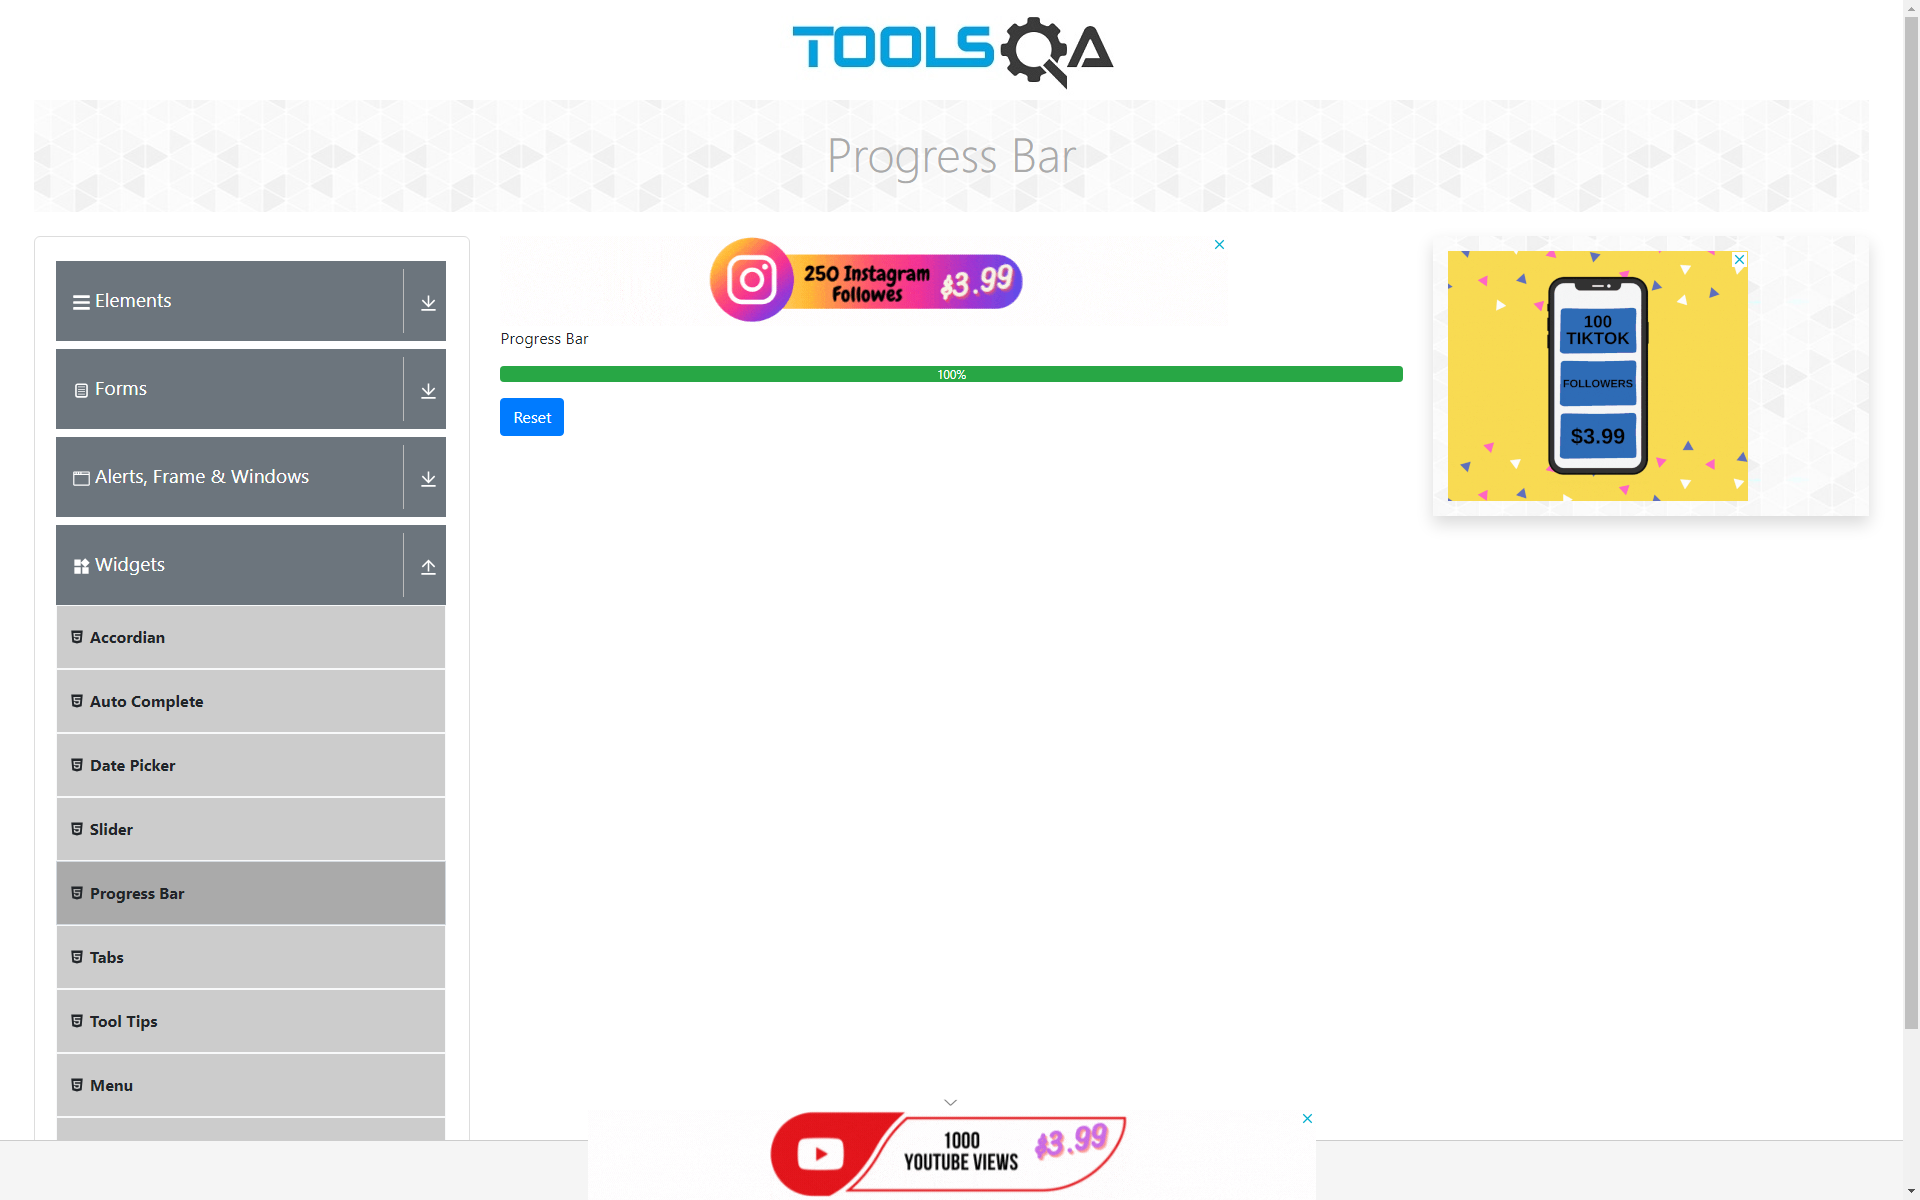 TOOLSQA
Progress Bar
Elements
Forms
Alerts, Frame & Windows
Widgets
Accordian
Auto Complete
Date Picker
Slider
Progress Bar
Tabs
Tool Tips
Menu
250 Instagram
Followes
$3.99
Progress Bar
100%
Reset
100
TIKTOK
FOLLOWERS
$3.99
1000
YOUTUBE VIEWS
$3.99